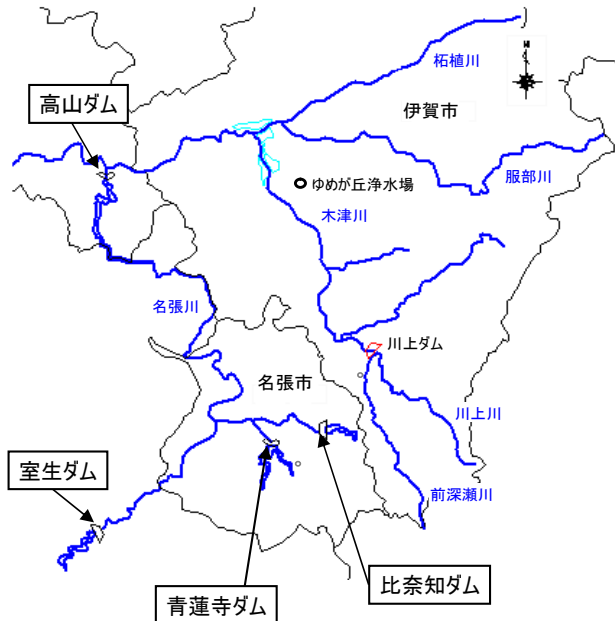 柘植川
N
伊賀市
高山ダム
服部川
ゆめが丘浄水場
木津川
名張川
川上ダム
名張市
川上川
室生ダム
前深瀬川
比奈知ダム
青蓮寺ダム